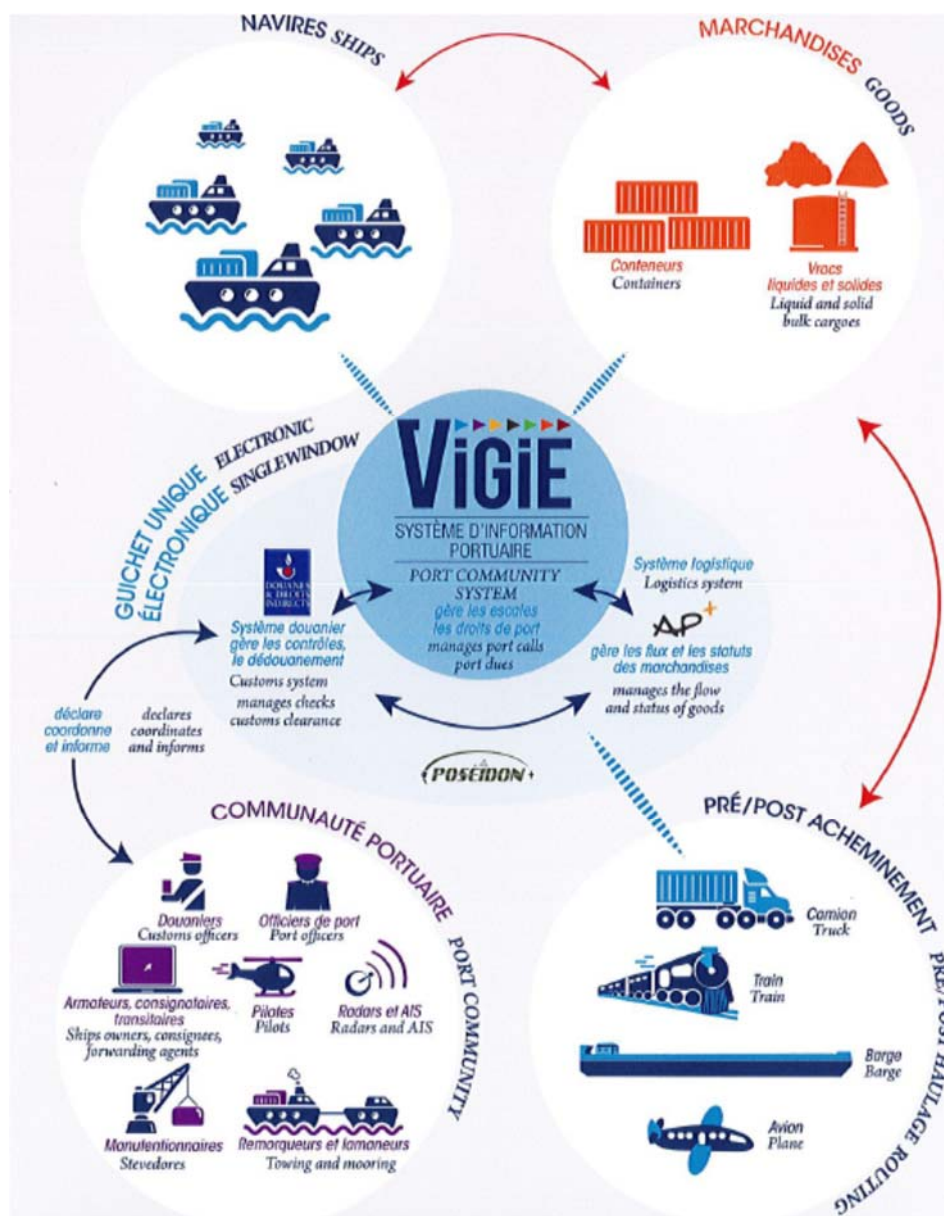 NAVIRES SHIPS
MARCHANDISES GOODS
Conteneurs
Containers
Vracs
liquides et solides
Liquid and solid
bulk cargoes
GUICHET UNIQUE ELECTRONIC
ÉLECTRONIQUE SINGLE WINDOW
ViGiE
SYSTÈME D'INFORMATION
PORTUAIRE
PORT COMMUNITY
SYSTEM
gère les escales
les droits de port
manages port calls
port dues
DOUANES
& DROITS
INDIRECTS
Système douanier
gère les contrôles,
le dédouanement
Customs system
manages checks
customs clearance
Système logistique
Logistics system
AP+
gère les flux et les statuts
des marchandises
manages the flow
and status of goods
déclare
coordonne
et informe
declares
coordinates
and informs
POSÉIDON
COMMUNAUTÉ PORTUAIRE PORT COMMUNITY
Douaniers
Customs officers
Officiers de port
Port officers
Armateurs, consignataires,
transitaires
Ships owners, consignees,
forwarding agents
Pilotes
Pilots
Radars et AIS
Radars and AIS
Manutentionnaires
Stevedores
Remorqueurs et lamaneurs
Towing and mooring
PRÉ/POST ACHEMINEMENT PRE/POST HAULAGE ROUTING
Camion
Truck
Train
Train
Barge
Barge
Avion
Plane